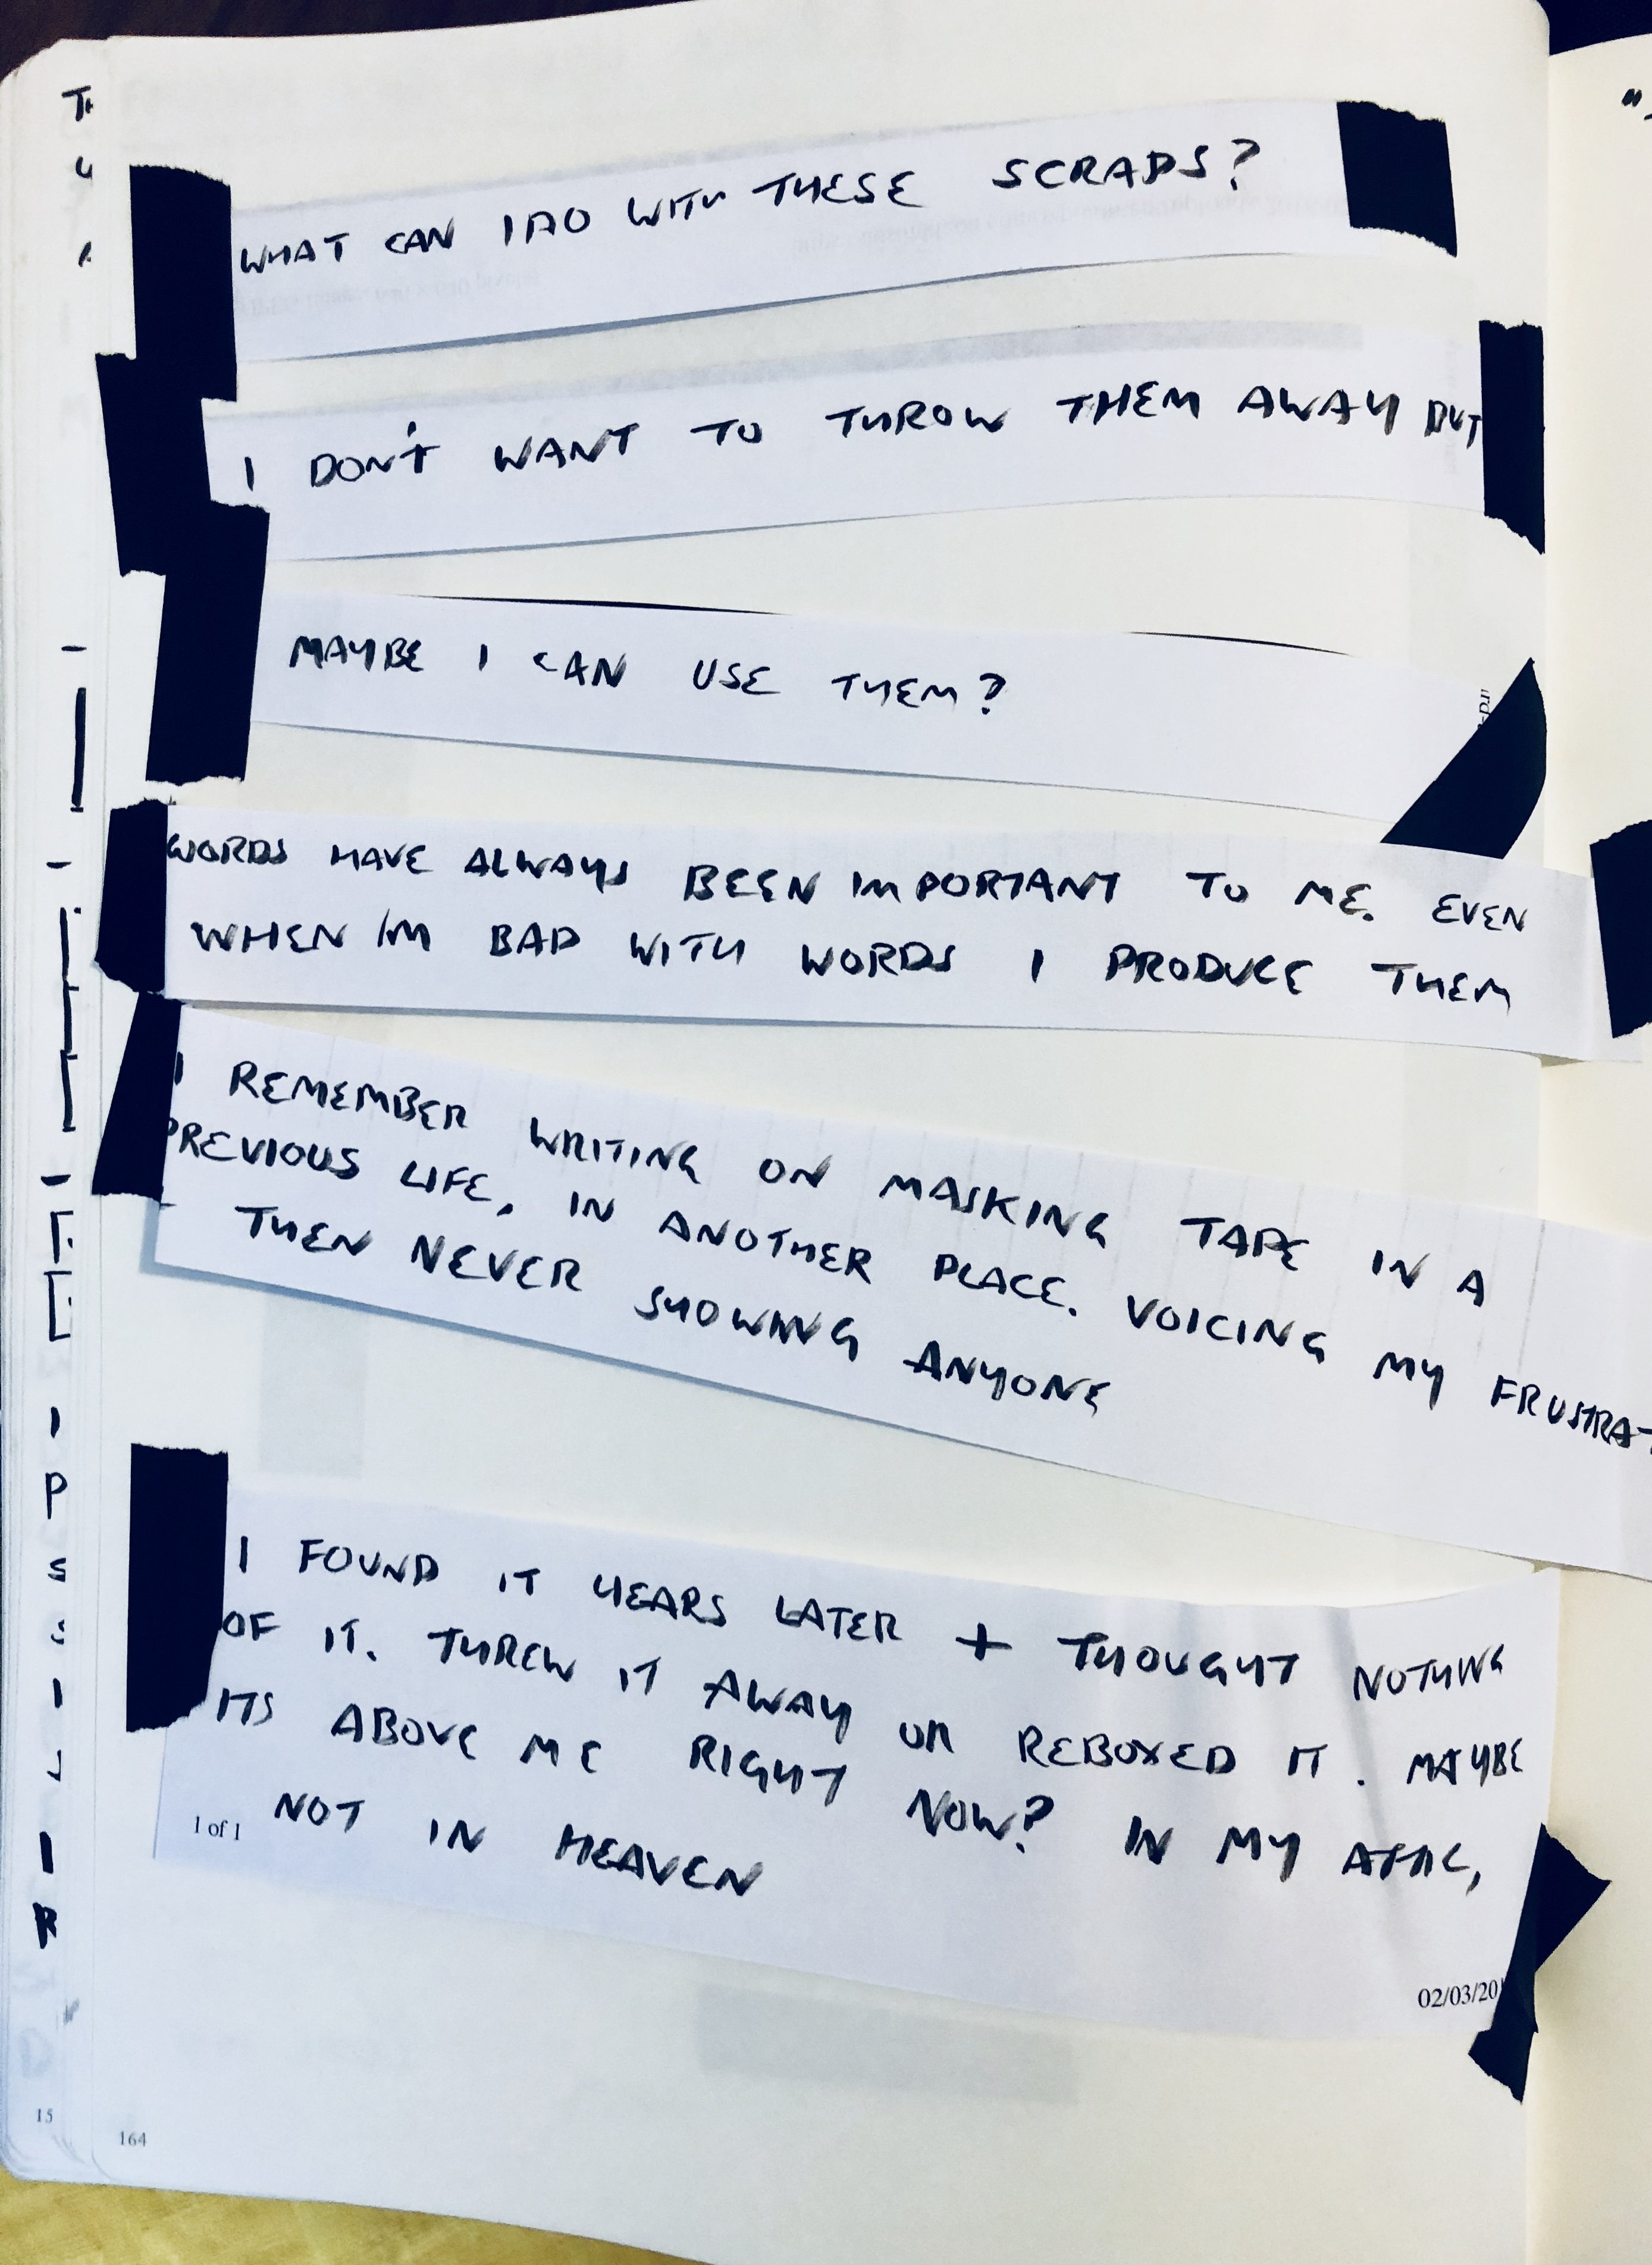 WHAT CAN I DO WITH THESE SCRAPS?
I DON'T WANT TO THROW THEM AWAY BUT
MAYBE I CAN USE THEM?
WORDS HAVE ALWAYS BEEN IMPORTANT TO ME. EVEN
WHEN I'M BAD WITH WORDS I PRODUCE THEM
I REMEMBER WRITING ON MASKING TAPE IN A
PREVIOUS LIFE, IN ANOTHER PLACE. VOICING MY FRUSTRAT
- THEN NEVER SHOWING ANYONE
I FOUND IT YEARS LATER + THOUGHT NOTHING
OF IT. THREW IT AWAY OR REBOXED IT. MAYBE
ITS ABOVE ME RIGHT NOW? IN MY ATTIC,
NOT IN HEAVEN
1 of 1
02/03/20
I
P
S
I
R
15
164